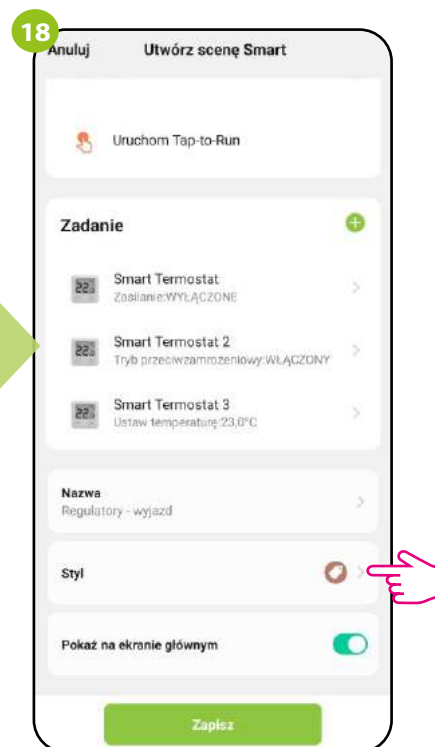 18
Anuluj
Utwórz scenę Smart
Uruchom Tap-to-Run
Zadanie
Smart Termostat
Zasilanie:WYŁĄCZONE
Smart Termostat 2
Tryb przeciwzamrożeniowy:WŁĄCZONY
Smart Termostat 3
Ustaw temperaturę:23,0°C
Nazwa
Regulatory - wyjazd
Styl
Pokaż na ekranie głównym
Zapisz